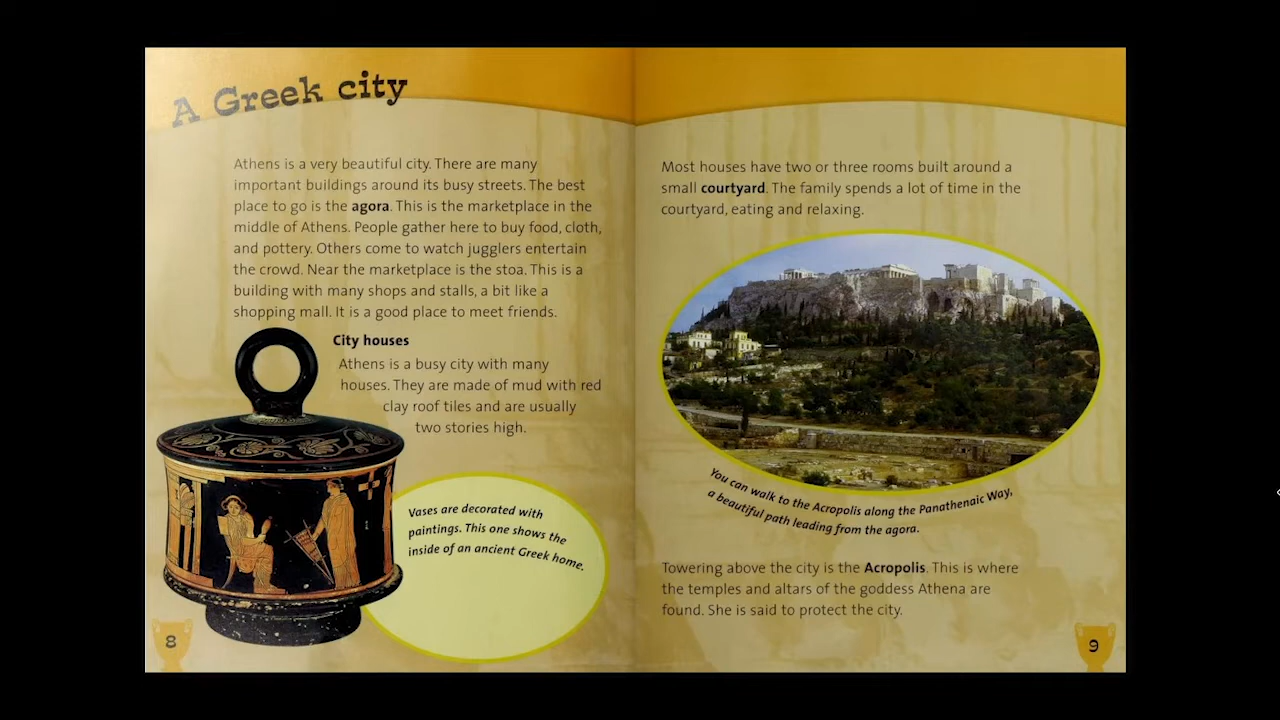 A Greek city
Athens is a very beautiful city. There are many
important buildings around its busy streets. The best
place to go is the agora. This is the marketplace in the
middle of Athens. People gather here to buy food, cloth,
and pottery. Others come to watch jugglers entertain
the crowd. Near the marketplace is the stoa. This is a
building with many shops and stalls, a bit like a
shopping mall. It is a good place to meet friends.
City houses
Athens is a busy city with many
houses. They are made of mud with red
clay roof tiles and are usually
two stories high.
Vases are decorated with
paintings. This one shows the
inside of an ancient Greek home.
8
Most houses have two or three rooms built around a
small courtyard. The family spends a lot of time in the
courtyard, eating and relaxing.
You can walk to the Acropolis along the Panathenaic Way,
a beautiful path leading from the agora.
Towering above the city is the Acropolis. This is where
the temples and altars of the goddess Athena are
found. She is said to protect the city.
9